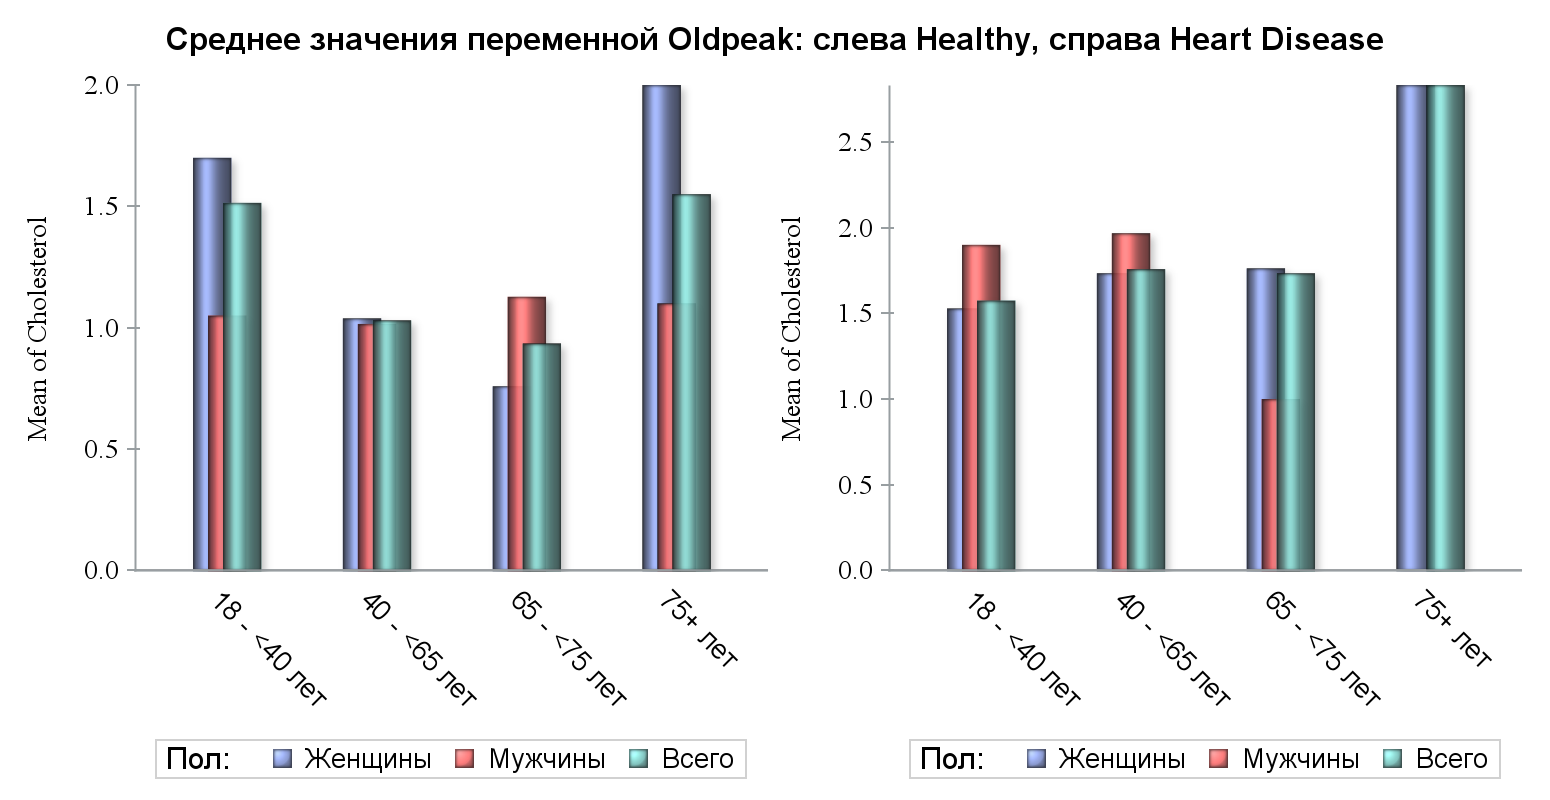 Среднее значения переменной Oldpeak: слева Healthy, справа Heart Disease
Mean of Cholesterol
2.0
1.5
1.0
0.5
0.0
18 - <40 лет
40 - <65 лет
65 - <75 лет
75+ лет
Пол: Женщины Мужчины Всего
Mean of Cholesterol
2.5
2.0
1.5
1.0
0.5
0.0
18 - <40 лет
40 - <65 лет
65 - <75 лет
75+ лет
Пол: Женщины Мужчины Всего